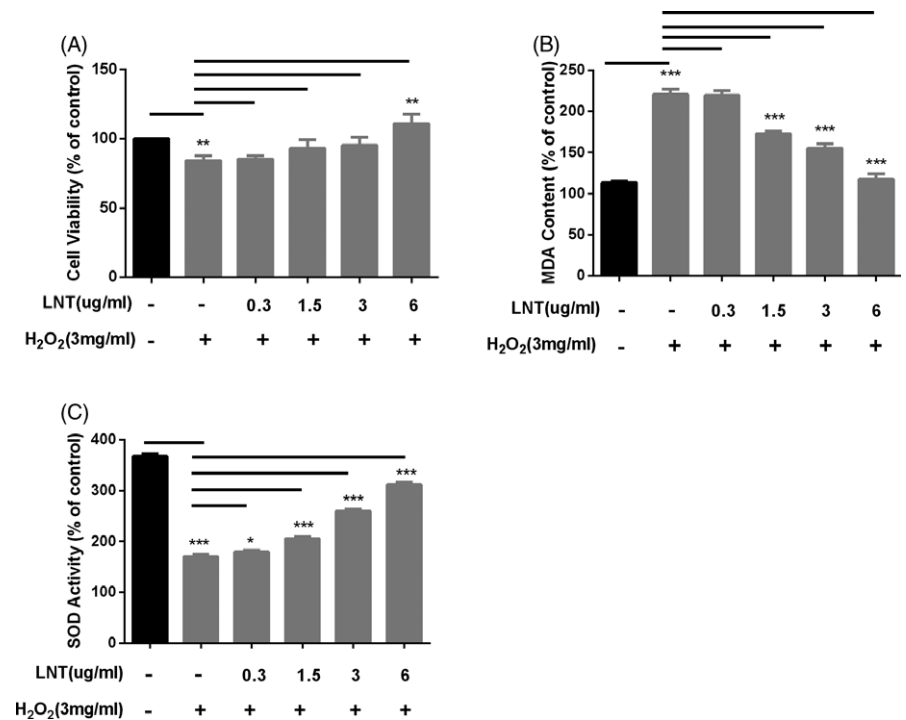 (A)
Cell Viability (% of control)
150
100
50
0
**
**
LNT(ug/ml) - - 0.3 1.5 3 6
H₂O₂(3mg/ml) - + + + + +
(B)
MDA Content (% of control)
250
200
150
100
50
0
***
***
***
***
LNT(ug/ml) - - 0.3 1.5 3 6
H₂O₂(3mg/ml) - + + + + +
(C)
SOD Activity (% of control)
400
300
200
100
0
***
*
***
***
***
LNT(ug/ml) - - 0.3 1.5 3 6
H₂O₂(3mg/ml) - + + + + +